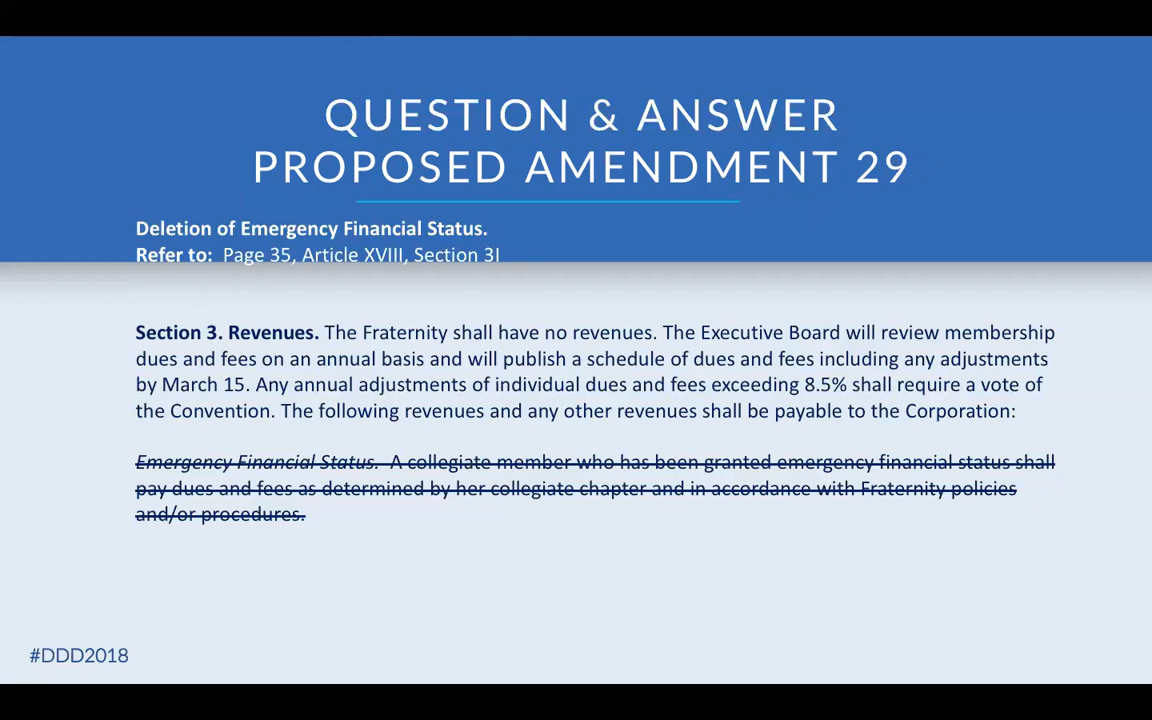 QUESTION & ANSWER
PROPOSED AMENDMENT 29
Deletion of Emergency Financial Status.
Refer to: Page 35, Article XVIII, Section 3I
Section 3. Revenues. The Fraternity shall have no revenues. The Executive Board will review membership
dues and fees on an annual basis and will publish a schedule of dues and fees including any adjustments
by March 15. Any annual adjustments of individual dues and fees exceeding 8.5% shall require a vote of
the Convention. The following revenues and any other revenues shall be payable to the Corporation:
Emergency Financial Status. A collegiate member who has been granted emergency financial status shall
pay dues and fees as determined by her collegiate chapter and in accordance with Fraternity policies
and/or procedures.
#DDD2018